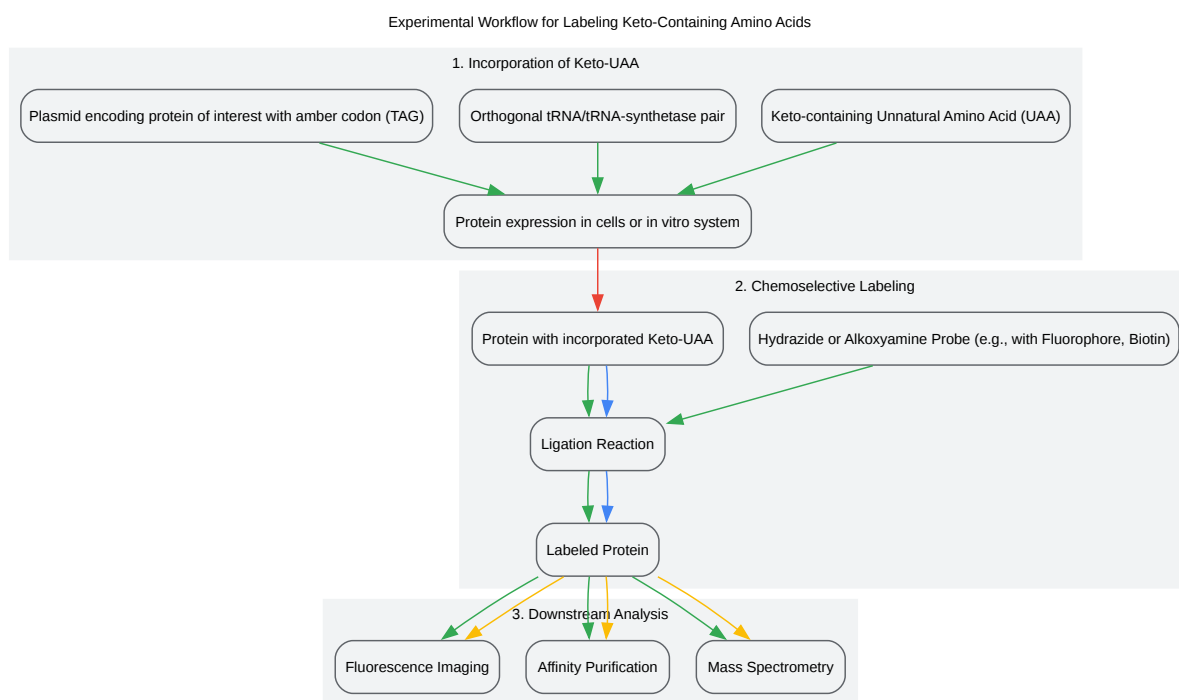 Experimental Workflow for Labeling Keto-Containing Amino Acids
1. Incorporation of Keto-UAA
Plasmid encoding protein of interest with amber codon (TAG)
Orthogonal tRNA/tRNA-synthetase pair
Keto-containing Unnatural Amino Acid (UAA)
Protein expression in cells or in vitro system
2. Chemoselective Labeling
Protein with incorporated Keto-UAA
Hydrazide or Alkoxyamine Probe (e.g., with Fluorophore, Biotin)
Ligation Reaction
Labeled Protein
3. Downstream Analysis
Fluorescence Imaging
Affinity Purification
Mass Spectrometry